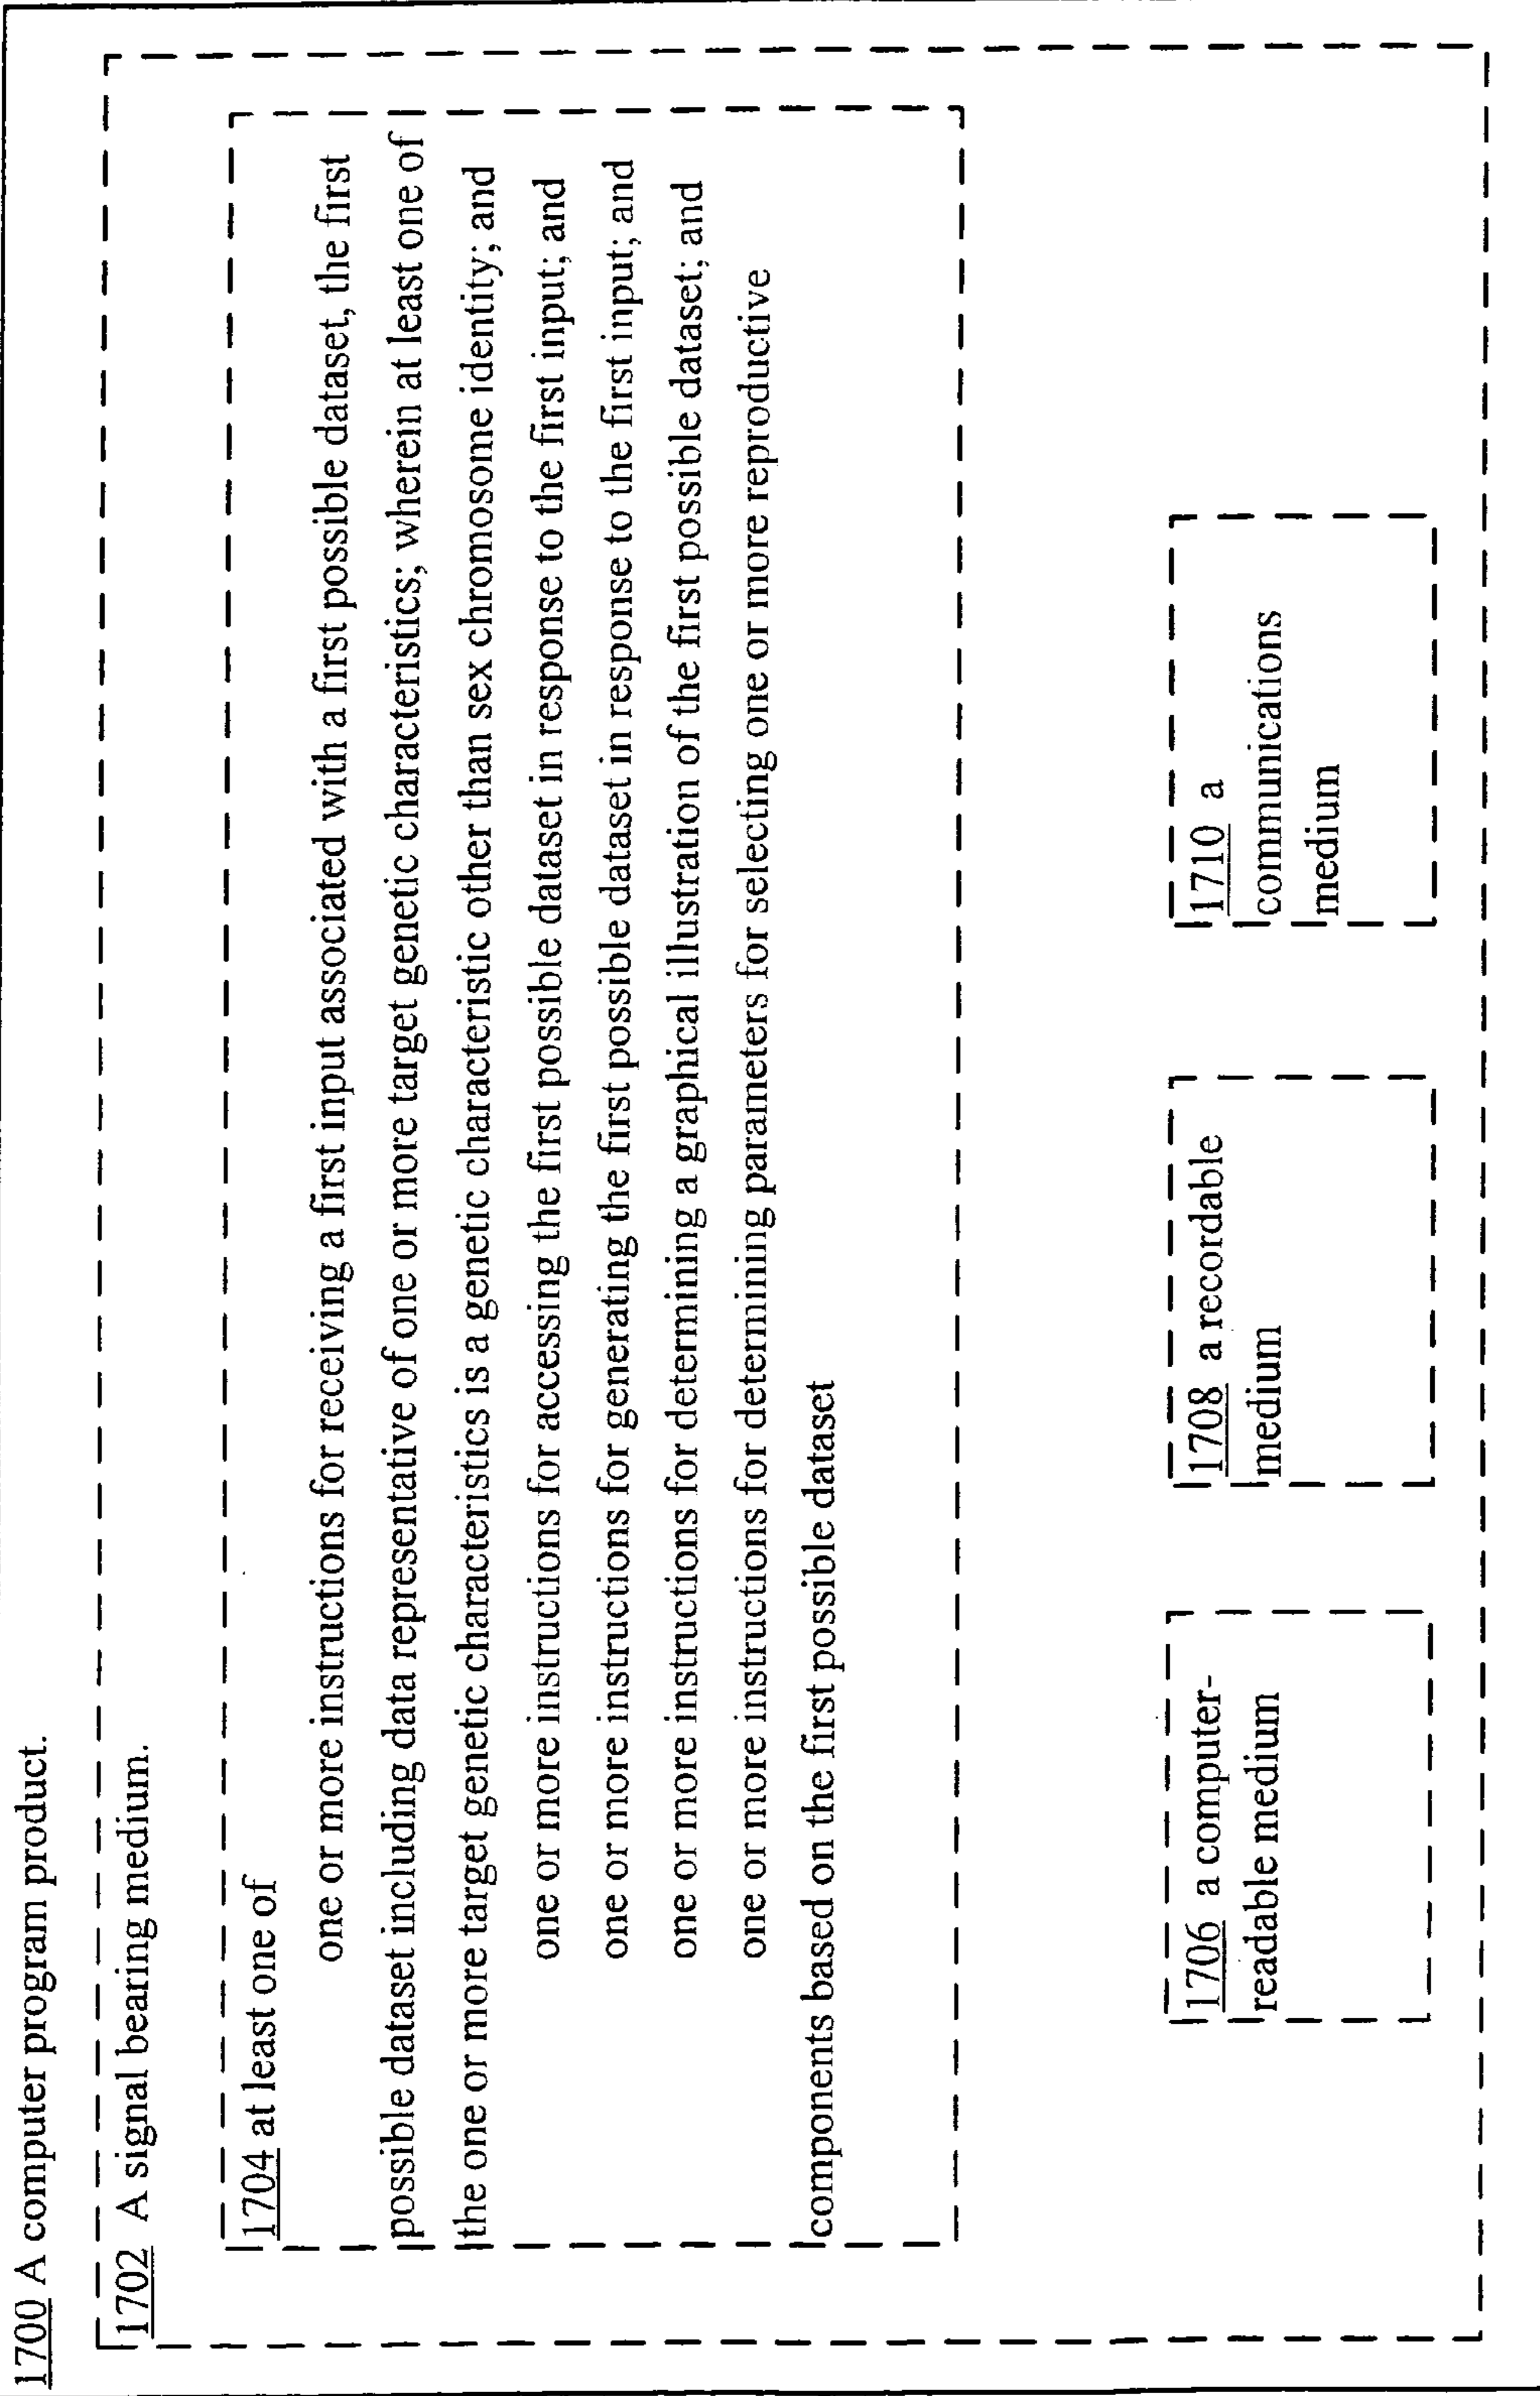 1700 A computer program product.
1702 A signal bearing medium.
1704 at least one of
one or more instructions for receiving a first input associated with a first possible dataset, the first
possible dataset including data representative of one or more target genetic characteristics; wherein at least one of
the one or more target genetic characteristics is a genetic characteristic other than sex chromosome identity; and
one or more instructions for accessing the first possible dataset in response to the first input; and
one or more instructions for generating the first possible dataset in response to the first input; and
one or more instructions for determining a graphical illustration of the first possible dataset; and
one or more instructions for determining parameters for selecting one or more reproductive
components based on the first possible dataset
1706 a computer-
readable medium
1708 a recordable
medium
1710 a
communications
medium